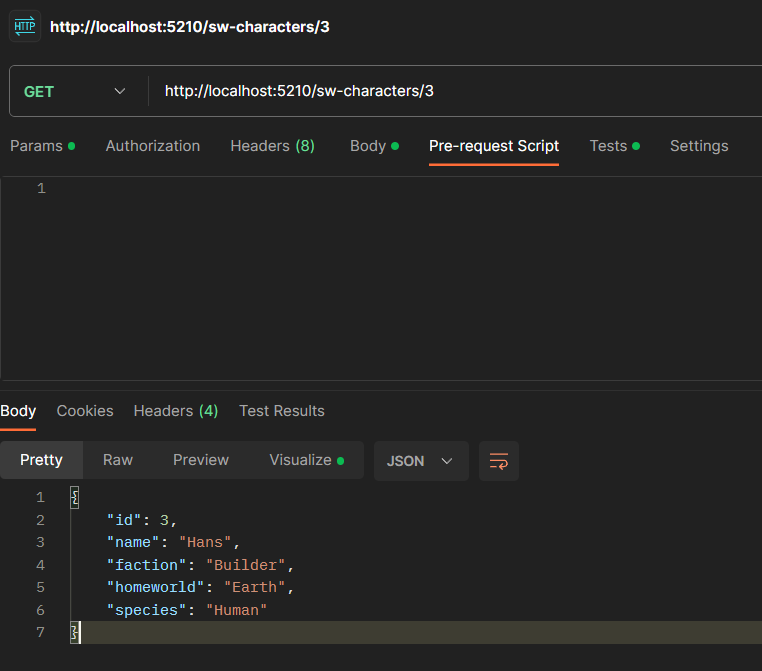 HTTP http://localhost:5210/sw-characters/3
GET http://localhost:5210/sw-characters/3
Params Authorization Headers (8) Body Pre-request Script Tests Settings
1
Body Cookies Headers (4) Test Results
Pretty Raw Preview Visualize JSON
1 {
2 "id": 3,
3 "name": "Hans",
4 "faction": "Builder",
5 "homeworld": "Earth",
6 "species": "Human"
7 }